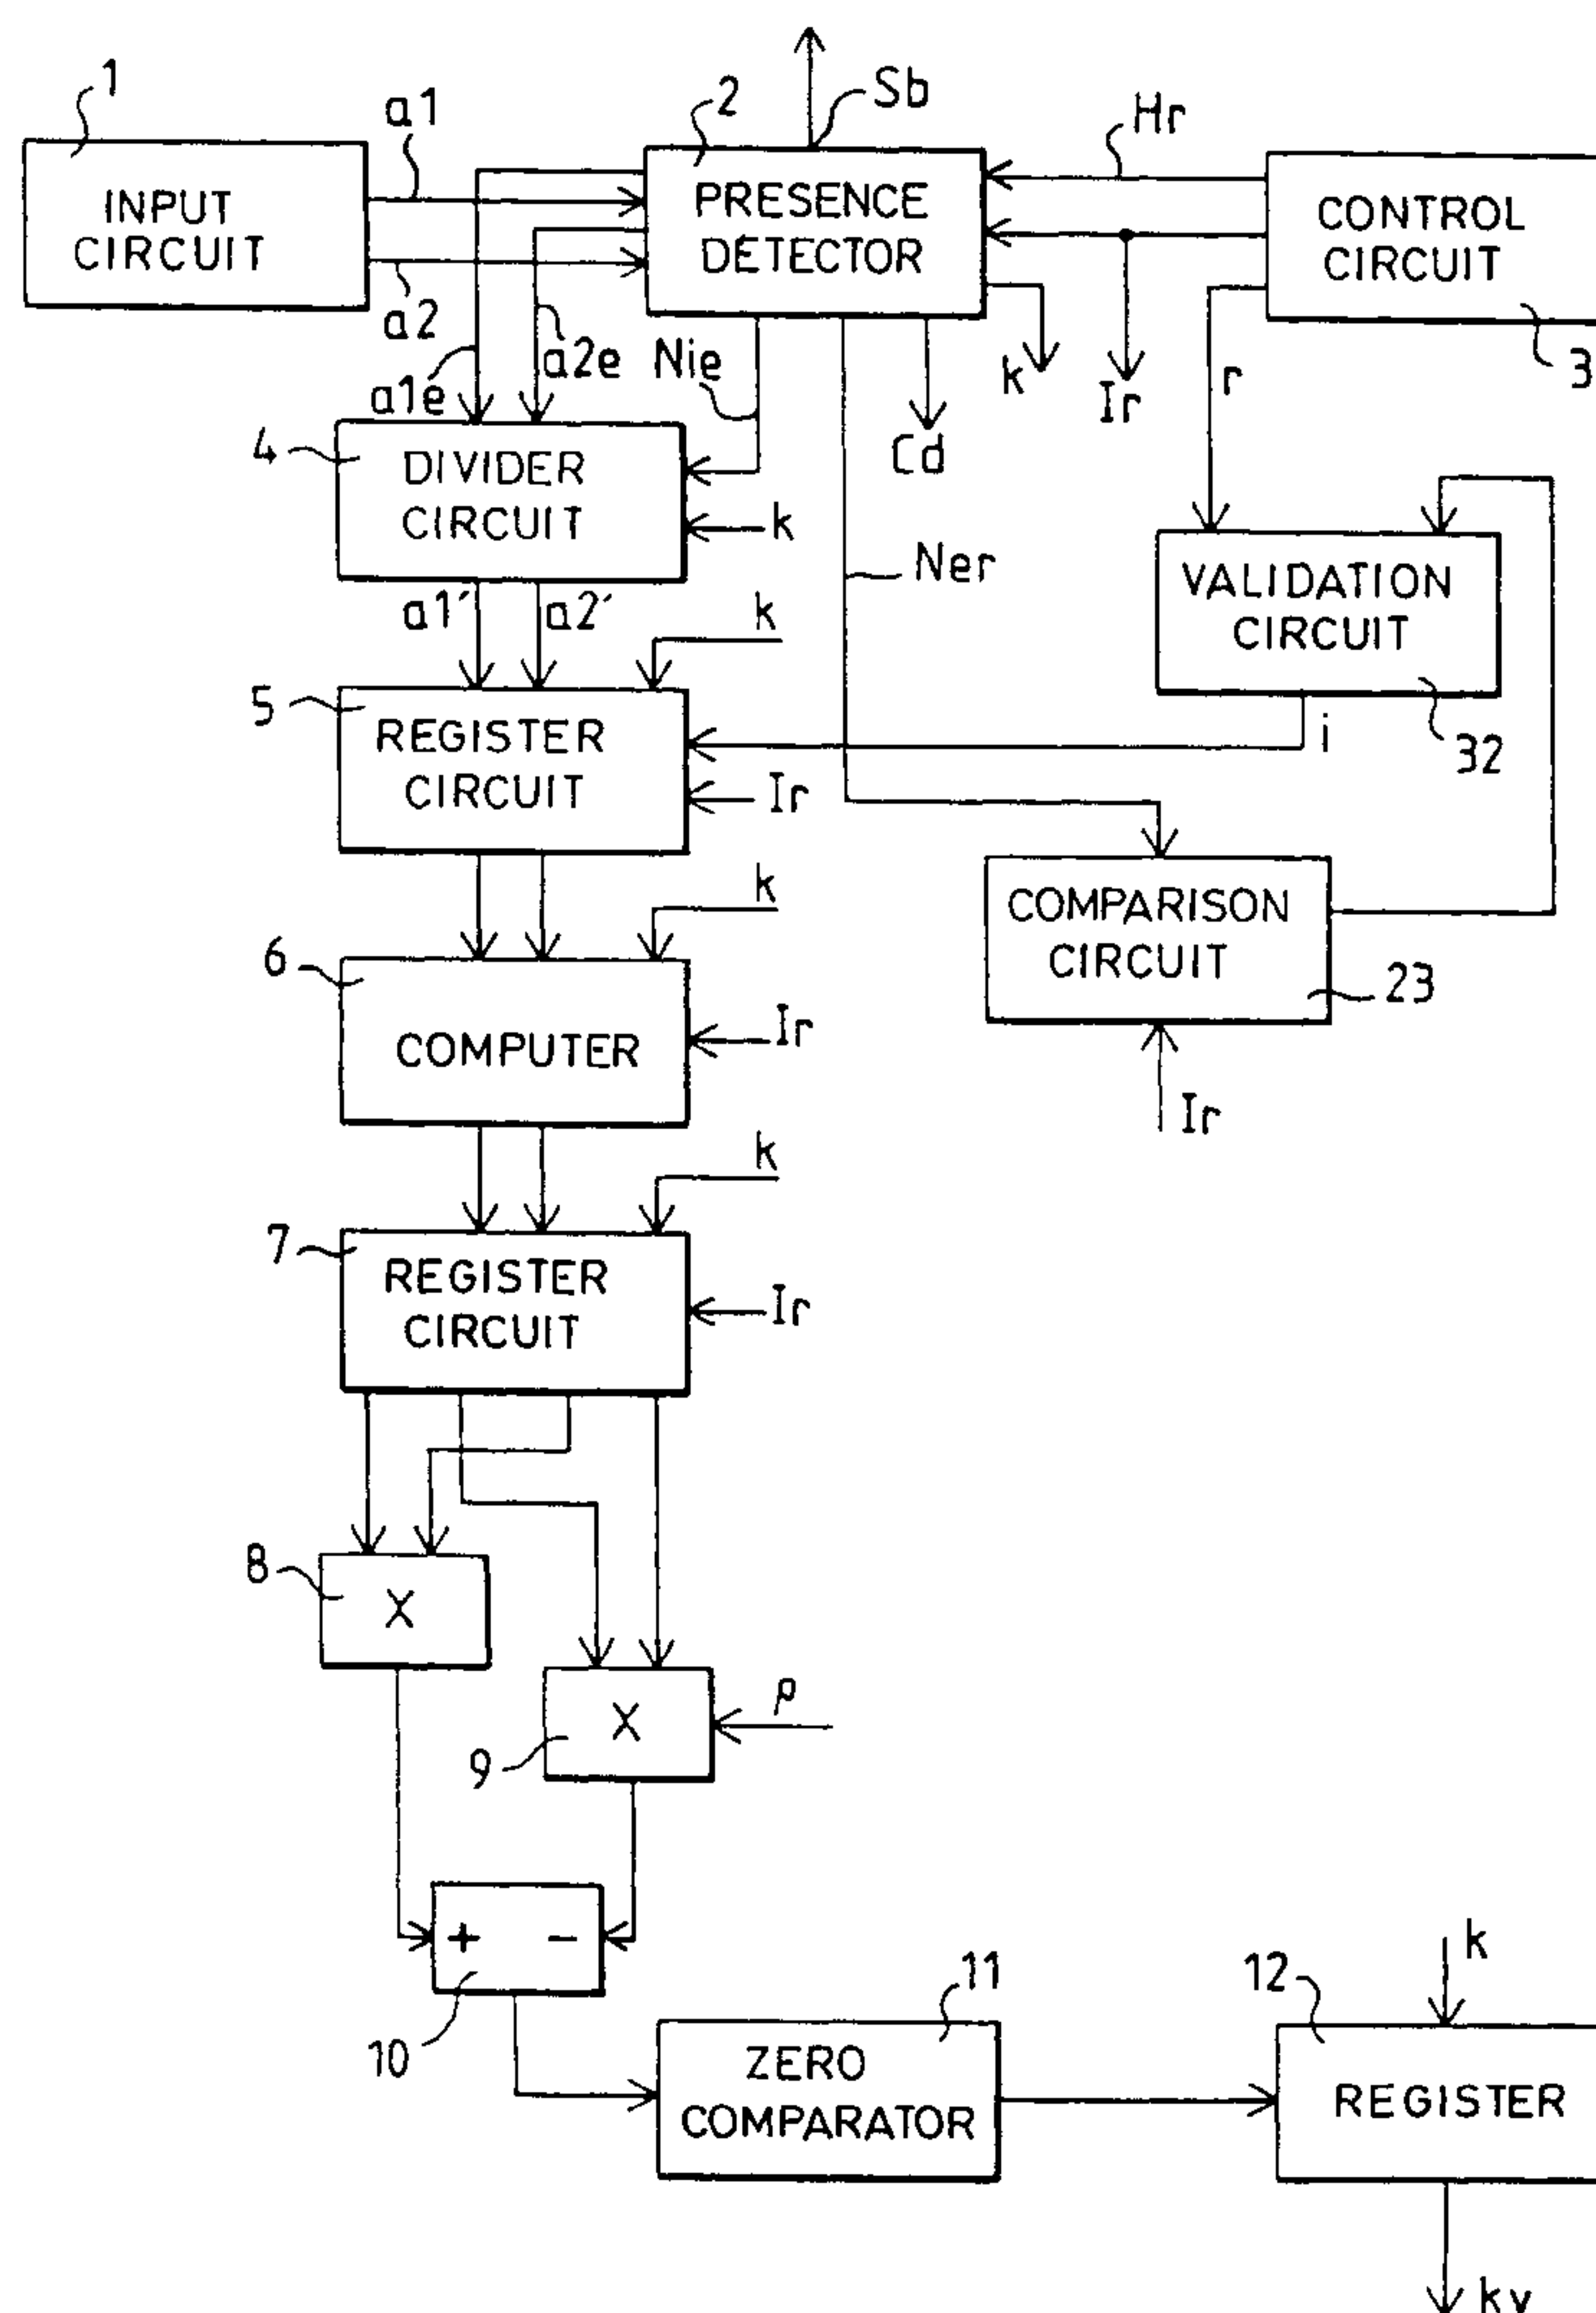 1
a1
2
Sb
Hr
INPUT
CIRCUIT
PRESENCE
DETECTOR
CONTROL
CIRCUIT
a2
a1e
a2e
Nie
Cd
k
Ir
r
3
4
DIVIDER
CIRCUIT
k
Ner
VALIDATION
CIRCUIT
a1'
a2'
k
5
REGISTER
CIRCUIT
i
32
Ir
k
COMPARISON
CIRCUIT
6
23
COMPUTER
Ir
Ir
k
7
REGISTER
CIRCUIT
Ir
8
X
9
X
ρ
+ −
10
11
12
k
ZERO
COMPARATOR
REGISTER
kv